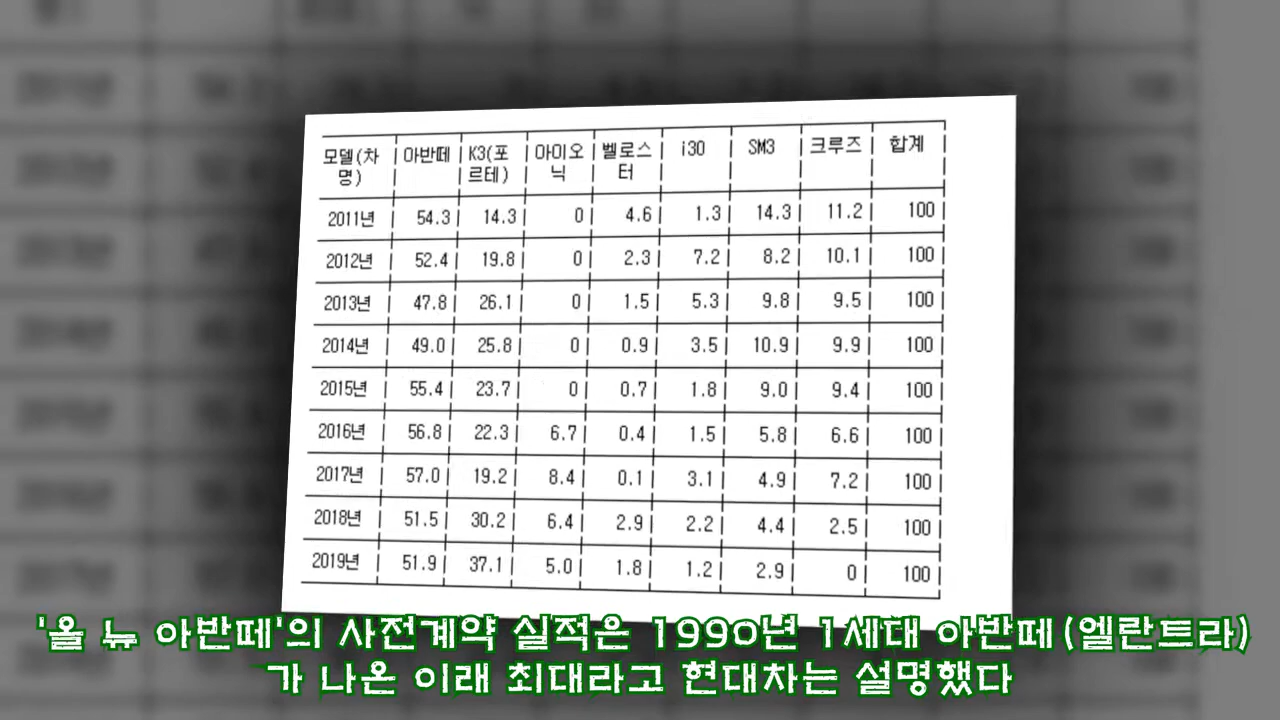 모델(차명) 아반떼 K3(포르테) 아이오닉 벨로스터 i30 SM3 크루즈 합계
2011년 54.3 14.3 0 4.6 1.3 14.3 11.2 100
2012년 52.4 19.8 0 2.3 7.2 8.2 10.1 100
2013년 47.8 26.1 0 1.5 5.3 9.8 9.5 100
2014년 49.0 25.8 0 0.9 3.5 10.9 9.9 100
2015년 55.4 23.7 0 0.7 1.8 9.0 9.4 100
2016년 56.8 22.3 6.7 0.4 1.5 5.8 6.6 100
2017년 57.0 19.2 8.4 0.1 3.1 4.9 7.2 100
2018년 51.5 30.2 6.4 2.9 2.2 4.4 2.5 100
2019년 51.9 37.1 5.0 1.8 1.2 2.9 0 100
'올 뉴 아반떼'의 사전계약 실적은 1990년 1세대 아반떼(엘란트라)
가 나온 이래 최대라고 현대차는 설명했다